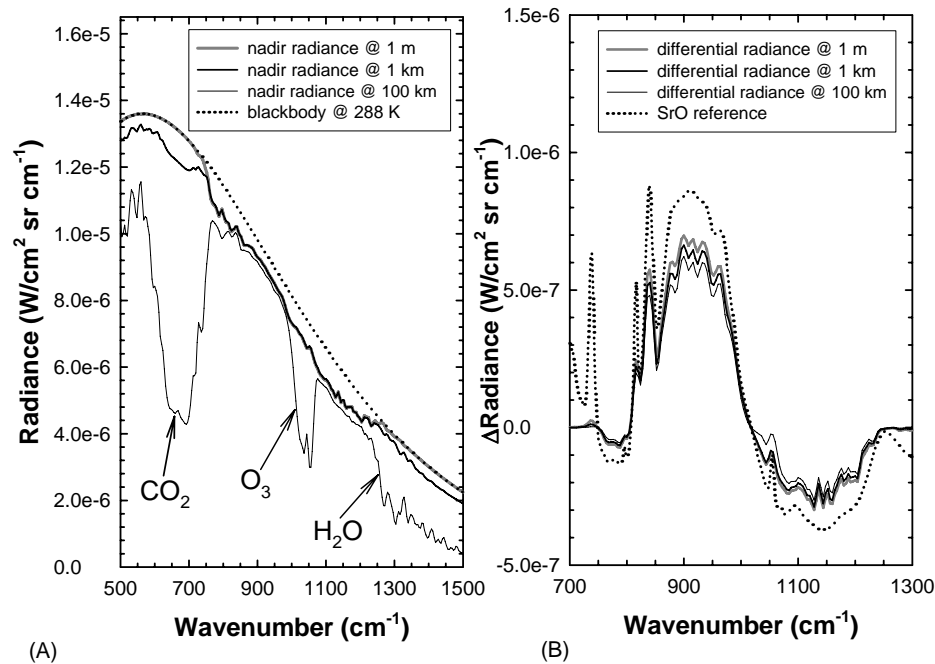 1.6e-5
1.4e-5
1.2e-5
1.0e-5
8.0e-6
6.0e-6
4.0e-6
2.0e-6
0.0
Radiance (W/cm² sr cm⁻¹)
nadir radiance @ 1 m
nadir radiance @ 1 km
nadir radiance @ 100 km
blackbody @ 288 K
CO₂
O₃
H₂O
500 700 900 1100 1300 1500
Wavenumber (cm⁻¹)
(A)
1.5e-6
1.0e-6
5.0e-7
0.0
-5.0e-7
ΔRadiance (W/cm² sr cm⁻¹)
differential radiance @ 1 m
differential radiance @ 1 km
differential radiance @ 100 km
SrO reference
700 900 1100 1300
Wavenumber (cm⁻¹)
(B)